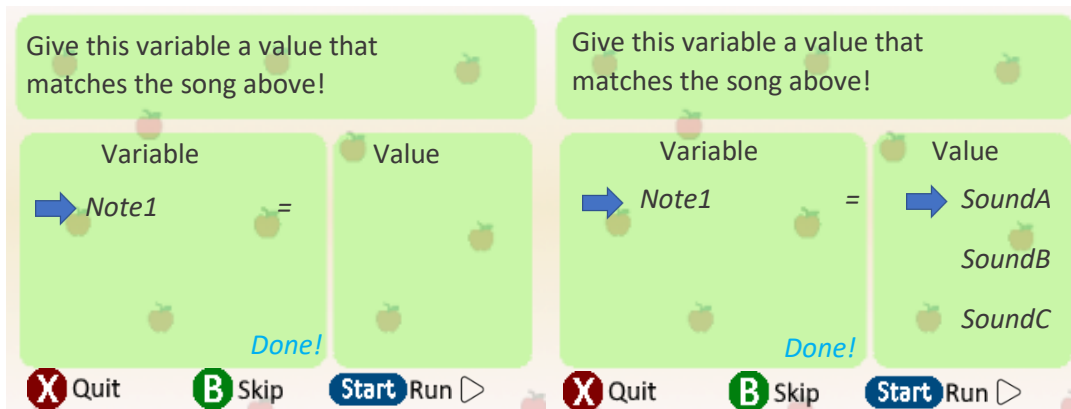 Give this variable a value that
matches the song above!
Variable
Value
Note1 =
Done!
X Quit
B Skip
Start Run
Give this variable a value that
matches the song above!
Variable
Value
Note1 =
SoundA
SoundB
SoundC
Done!
X Quit
B Skip
Start Run